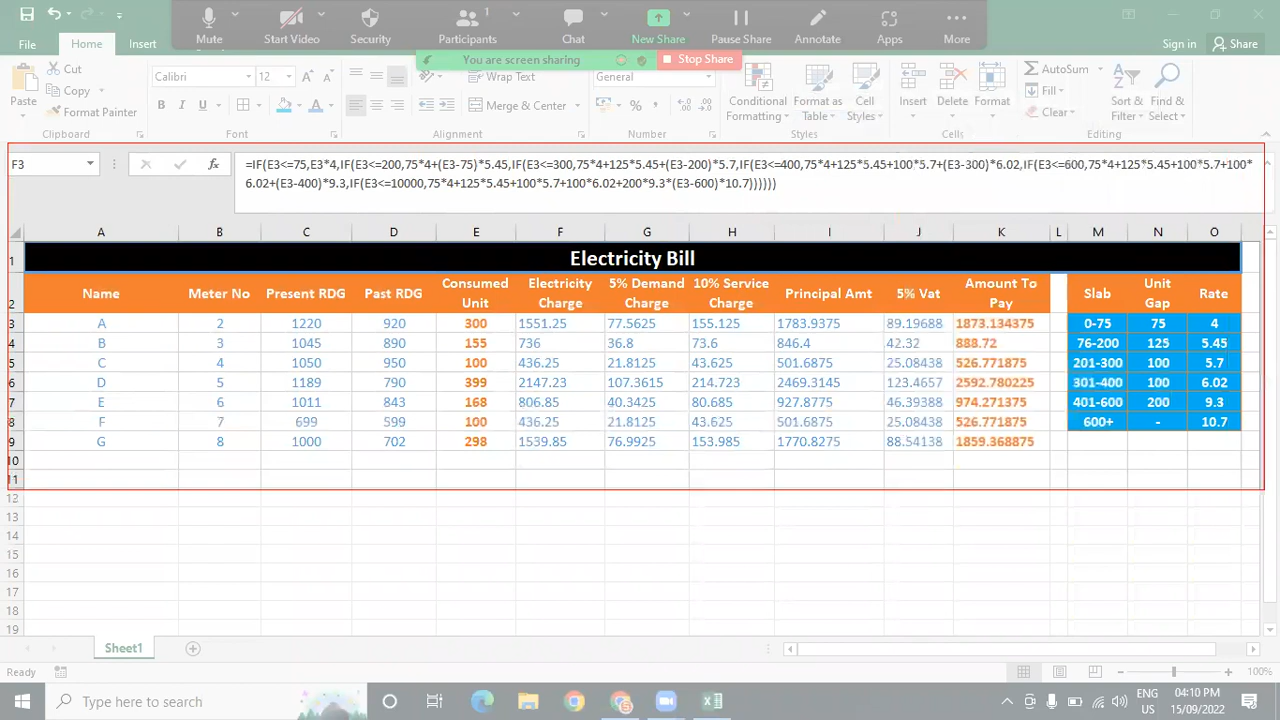 Mute
Start Video
Security
Participants
1
Chat
New Share
Pause Share
Annotate
Apps
More
You are screen sharing
Stop Share
File
Home
Insert
Sign in
Share
Paste
Cut
Copy
Format Painter
Clipboard
Calibri
12
B I U
Font
Wrap Text
Merge & Center
Alignment
General
Number
Conditional Formatting
Format as Table
Cell Styles
Styles
Insert
Delete
Format
Cells
AutoSum
Fill
Clear
Sort & Filter
Find & Select
Editing
F3
fx
=IF(E3<=75,E3*4,IF(E3<=200,75*4+(E3-75)*5.45,IF(E3<=300,75*4+125*5.45+(E3-200)*5.7,IF(E3<=400,75*4+125*5.45+100*5.7+(E3-300)*6.02,IF(E3<=600,75*4+125*5.45+100*5.7+100*
6.02+(E3-400)*9.3,IF(E3<=10000,75*4+125*5.45+100*5.7+100*6.02+200*9.3*(E3-600)*10.7))))))
A B C D E F G H I J K L M N O
1 Electricity Bill
2 Name Meter No Present RDG Past RDG Consumed Unit Electricity Charge 5% Demand Charge 10% Service Charge Principal Amt 5% Vat Amount To Pay Slab Unit Gap Rate
3 A 2 1220 920 300 1551.25 77.5625 155.125 1783.9375 89.19688 1873.134375 0-75 75 4
4 B 3 1045 890 155 736 36.8 73.6 846.4 42.32 888.72 76-200 125 5.45
5 C 4 1050 950 100 436.25 21.8125 43.625 501.6875 25.08438 526.771875 201-300 100 5.7
6 D 5 1189 790 399 2147.23 107.3615 214.723 2469.3145 123.4657 2592.780225 301-400 100 6.02
7 E 6 1011 843 168 806.85 40.3425 80.685 927.8775 46.39388 974.271375 401-600 200 9.3
8 F 7 699 599 100 436.25 21.8125 43.625 501.6875 25.08438 526.771875 600+ - 10.7
9 G 8 1000 702 298 1539.85 76.9925 153.985 1770.8275 88.54138 1859.368875
10
11
12
13
14
15
16
17
18
19
Sheet1
Ready
100%
Type here to search
ENG
US
04:10 PM
15/09/2022